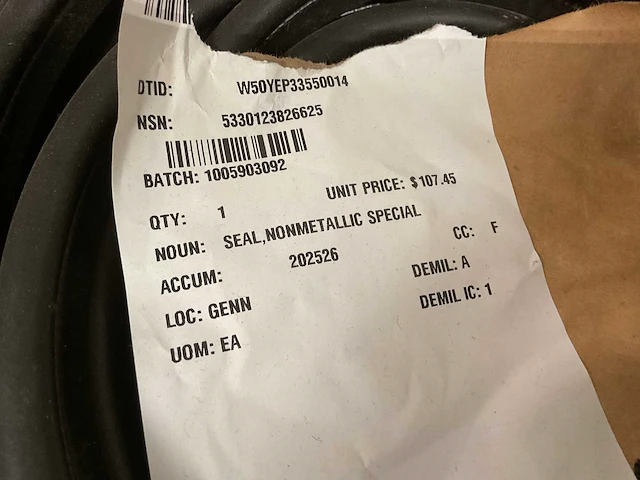 DTID: W50YEP33550014
NSN: 5330123826625
BATCH: 1005903092
UNIT PRICE: $107.45
QTY: 1
NOUN: SEAL,NONMETALLIC SPECIAL
CC: F
ACCUM: 202526
DEMIL: A
LOC: GENN
DEMIL IC: 1
UOM: EA